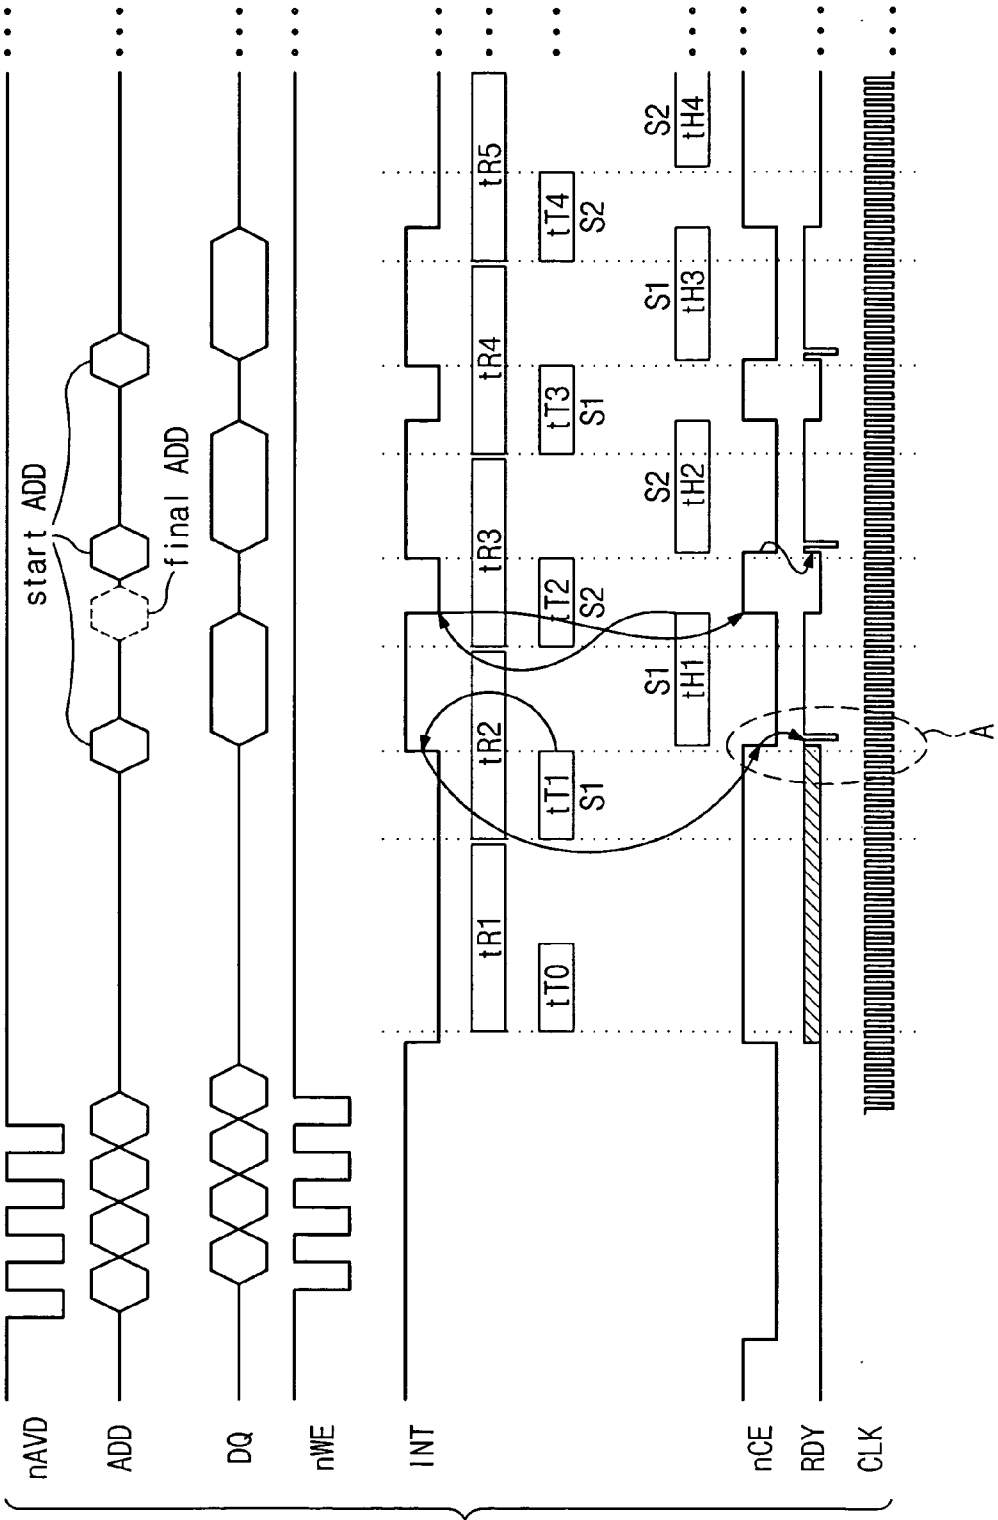 nAVD
ADD
start ADD
final ADD
DQ
nWE
INT
tR1
tR2
tR3
tR4
tR5
tT0
tT1
tT2
tT3
tT4
S1
S2
S1
S2
S1
S2
S1
S2
tH1
tH2
tH3
tH4
nCE
RDY
CLK
A